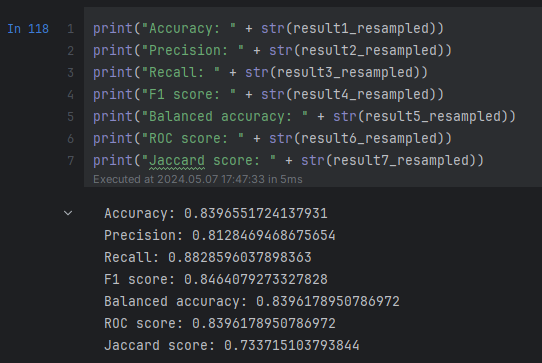 In 118
1 print("Accuracy: " + str(result1_resampled))
2 print("Precision: " + str(result2_resampled))
3 print("Recall: " + str(result3_resampled))
4 print("F1 score: " + str(result4_resampled))
5 print("Balanced accuracy: " + str(result5_resampled))
6 print("ROC score: " + str(result6_resampled))
7 print("Jaccard score: " + str(result7_resampled))
Executed at 2024.05.07 17:47:33 in 5ms
Accuracy: 0.8396551724137931
Precision: 0.8128469468675654
Recall: 0.8828596037898363
F1 score: 0.8464079273327828
Balanced accuracy: 0.8396178950786972
ROC score: 0.8396178950786972
Jaccard score: 0.733715103793844